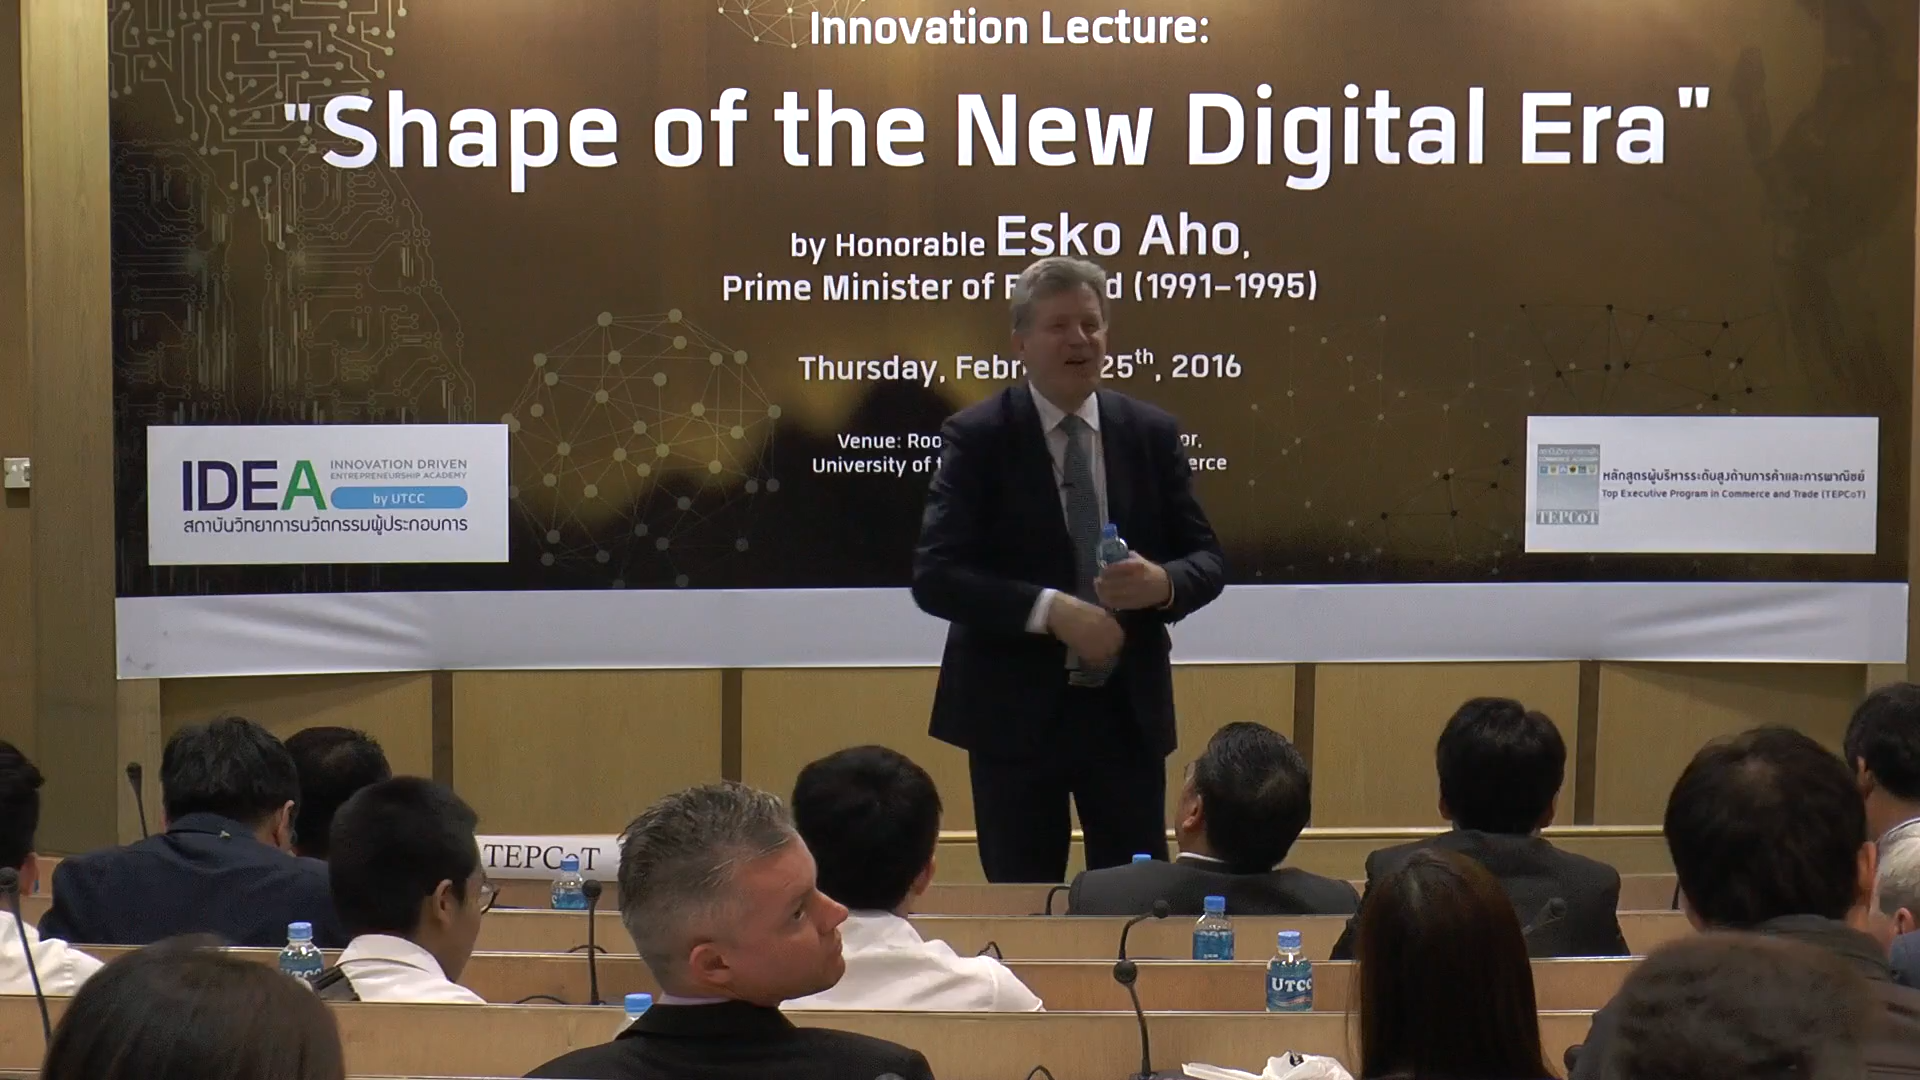 Innovation Lecture:
"Shape of the New Digital Era"
by Honorable Esko Aho,
Prime Minister of F d (1991-1995)
Thursday, Febr 25th, 2016
Venue: Roo or,
University of t erce
IDEA INNOVATION DRIVEN
ENTREPRENEURSHIP ACADEMY
by UTCC
สถาบันวิทยาการนวัตกรรมผู้ประกอบการ
หลักสูตรผู้บริหารระดับสูงด้านการค้าและการพาณิชย์
Top Executive Program in Commerce and Trade (TEPCoT)
TEPCoT
TEPCoT
UTCC
UTCC